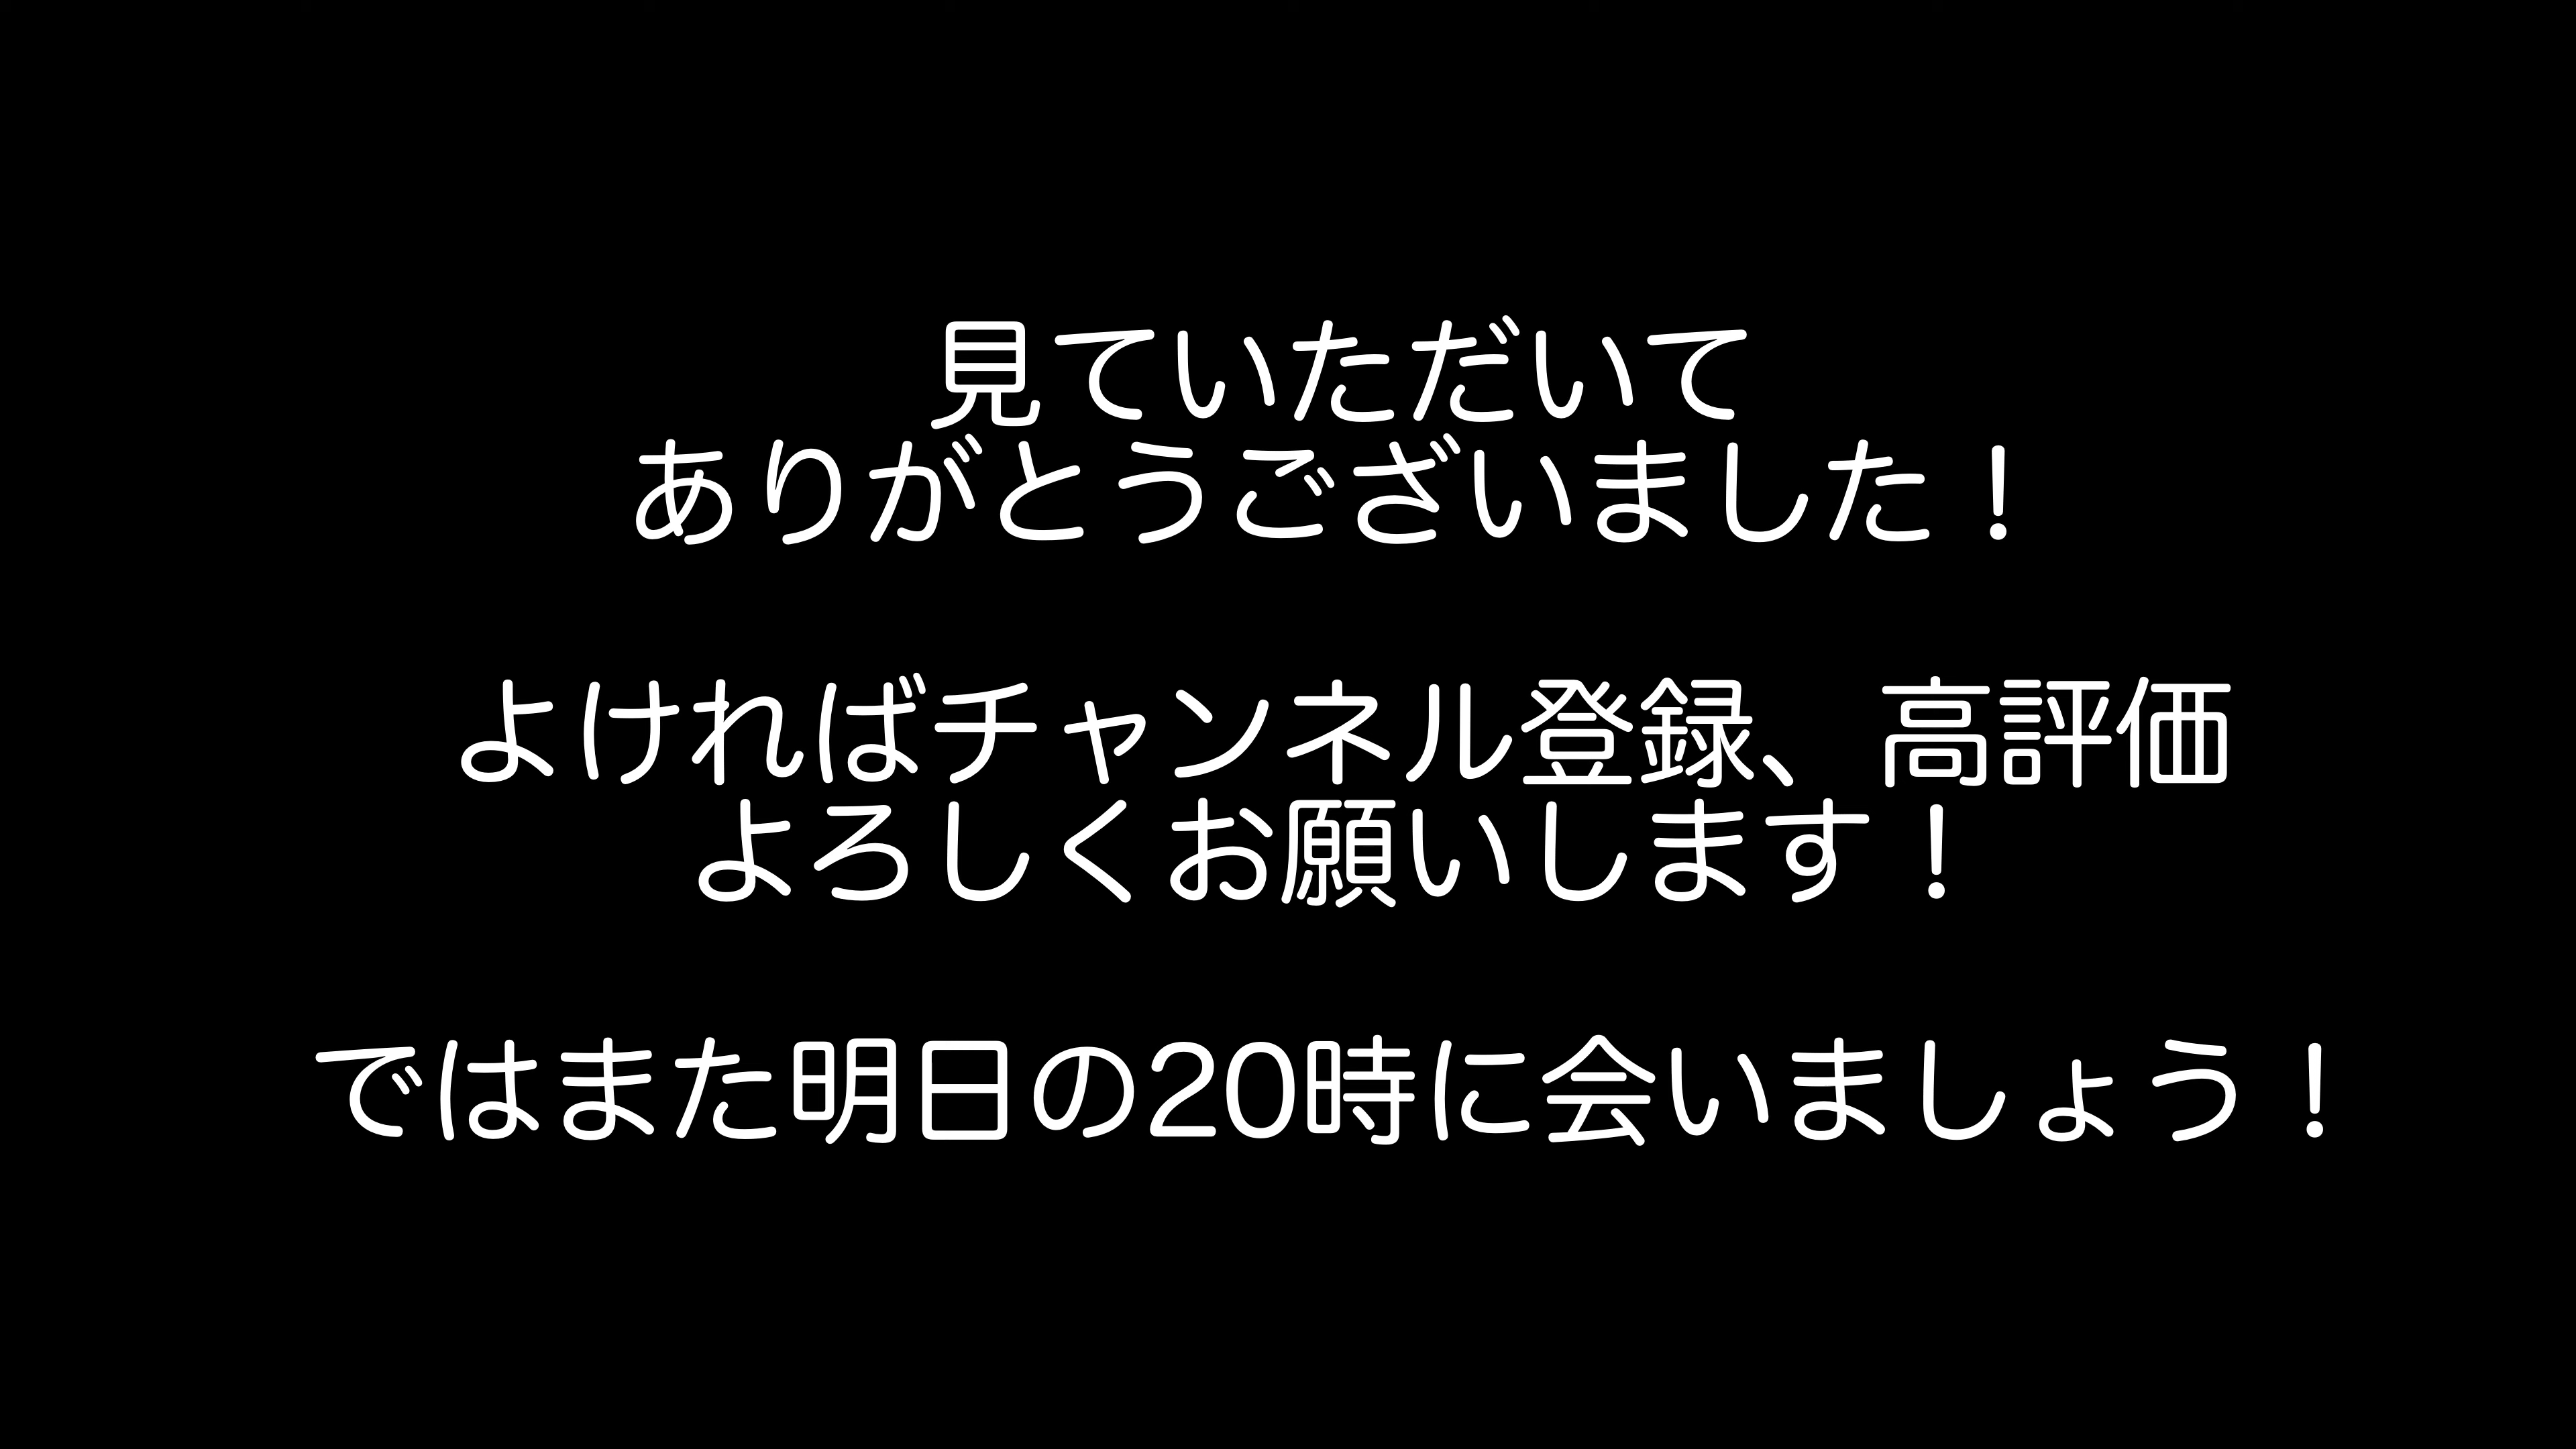 見ていただいて
ありがとうございました！
よければチャンネル登録、高評価
よろしくお願いします！
ではまた明日の20時に会いましょう！